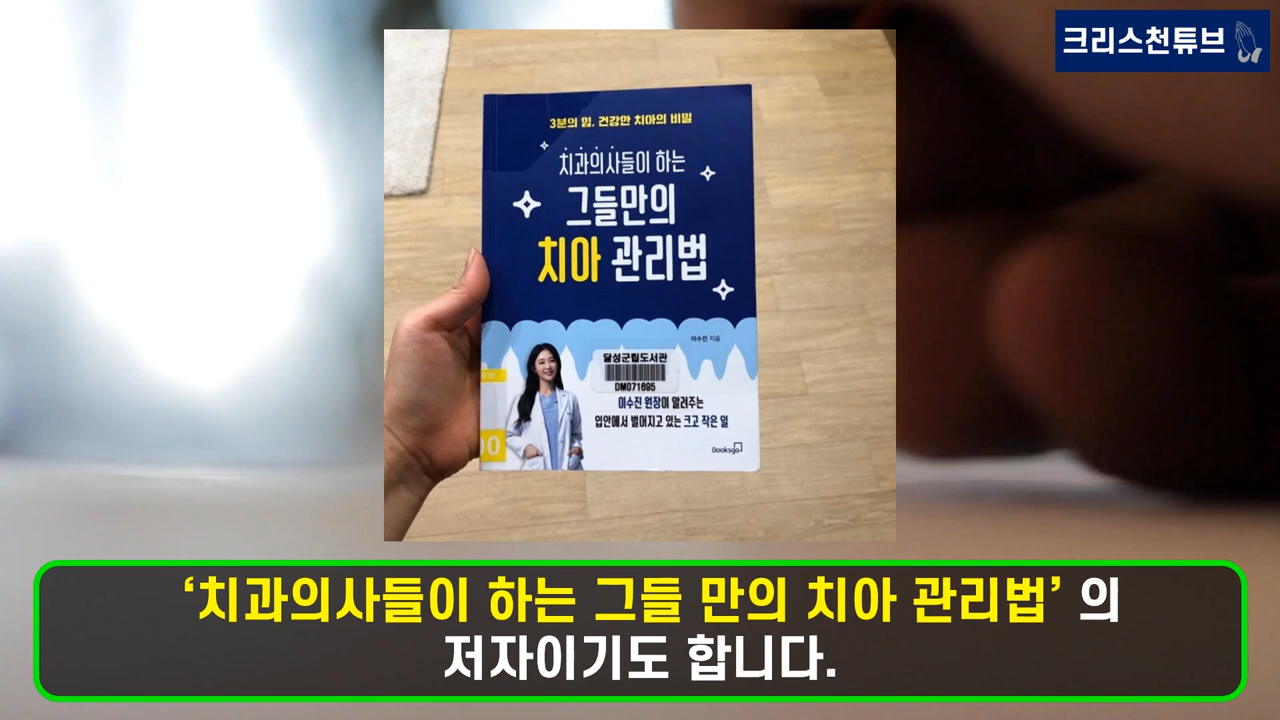 크리스천튜브
3분의 힘, 건강한 치아의 비밀
치과의사들이 하는
그들만의
치아 관리법
이수진 지음
달성군립도서관
DM071695
이수진 원장이 알려주는
입안에서 벌어지고 있는 크고 작은 일
00
Booksgo
‘치과의사들이 하는 그들 만의 치아 관리법’ 의
저자이기도 합니다.